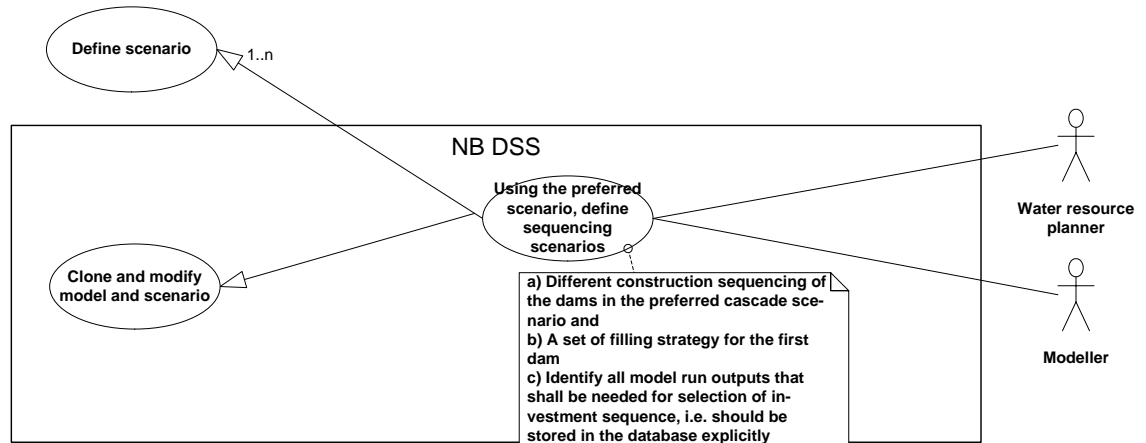 Define scenario
1..n
NB DSS
Using the preferred
scenario, define
sequencing
scenarios
Water resource
planner
Clone and modify
model and scenario
a) Different construction sequencing of
the dams in the preferred cascade sce-
nario and
b) A set of filling strategy for the first
dam
c) Identify all model run outputs that
shall be needed for selection of in-
vestment sequence, i.e. should be
stored in the database explicitly
Modeller